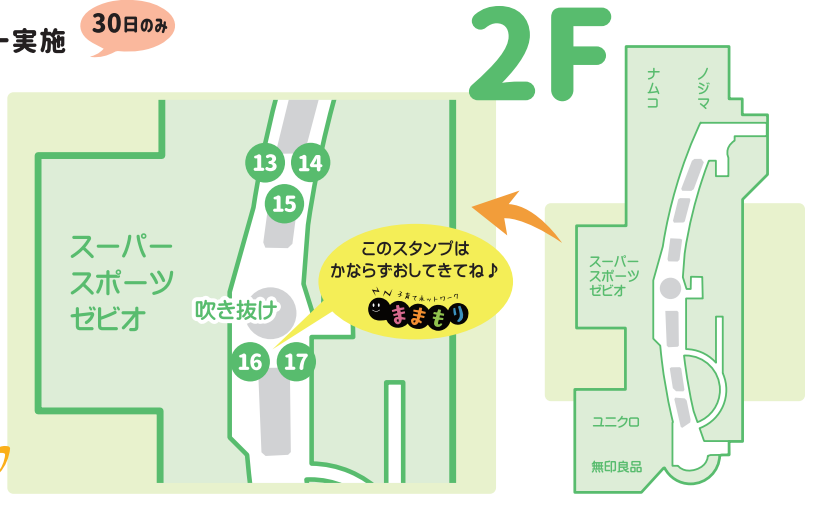 ー実施
30日のみ
2F
13
14
15
スーパー
スポーツ
ゼビオ
このスタンプは
かならずおしてきてね♪
子育てネットワーク
ままもり
吹き抜け
16
17
ナムコ
ノジマ
スーパー
スポーツ
ゼビオ
ユニクロ
無印良品